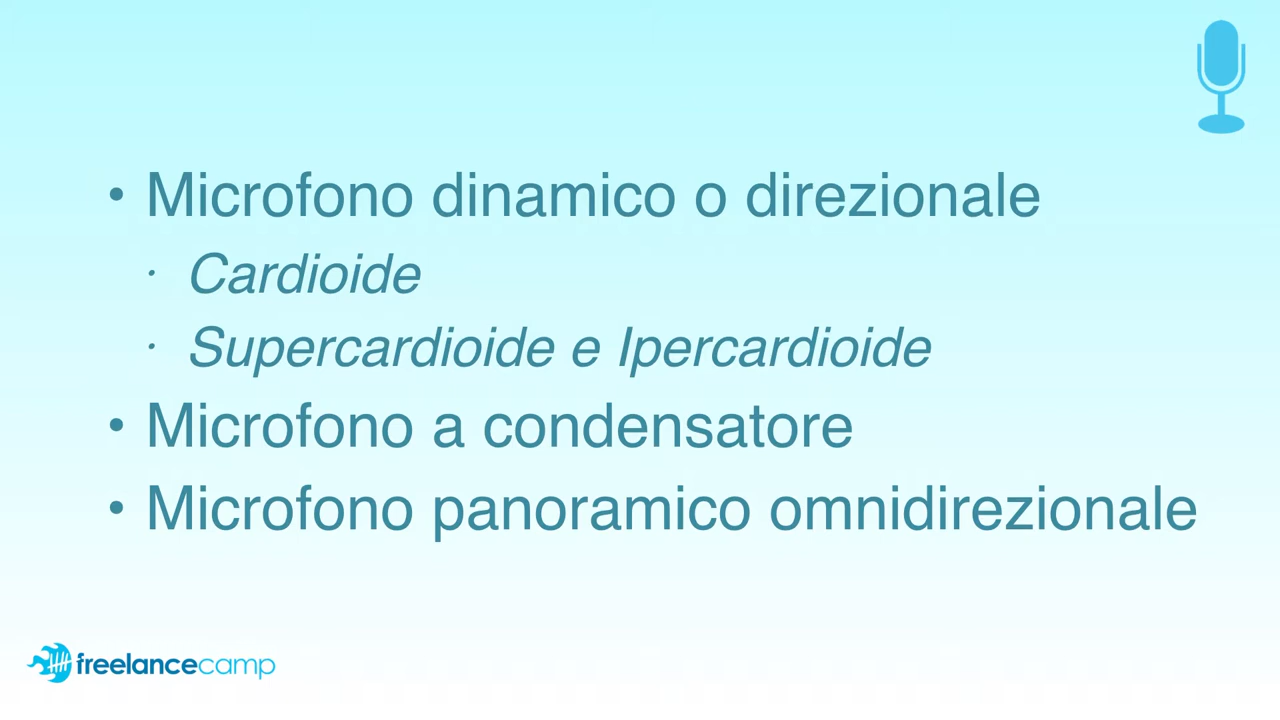 • Microfono dinamico o direzionale
· Cardioide
· Supercardioide e Ipercardioide
• Microfono a condensatore
• Microfono panoramico omnidirezionale
freelancecamp